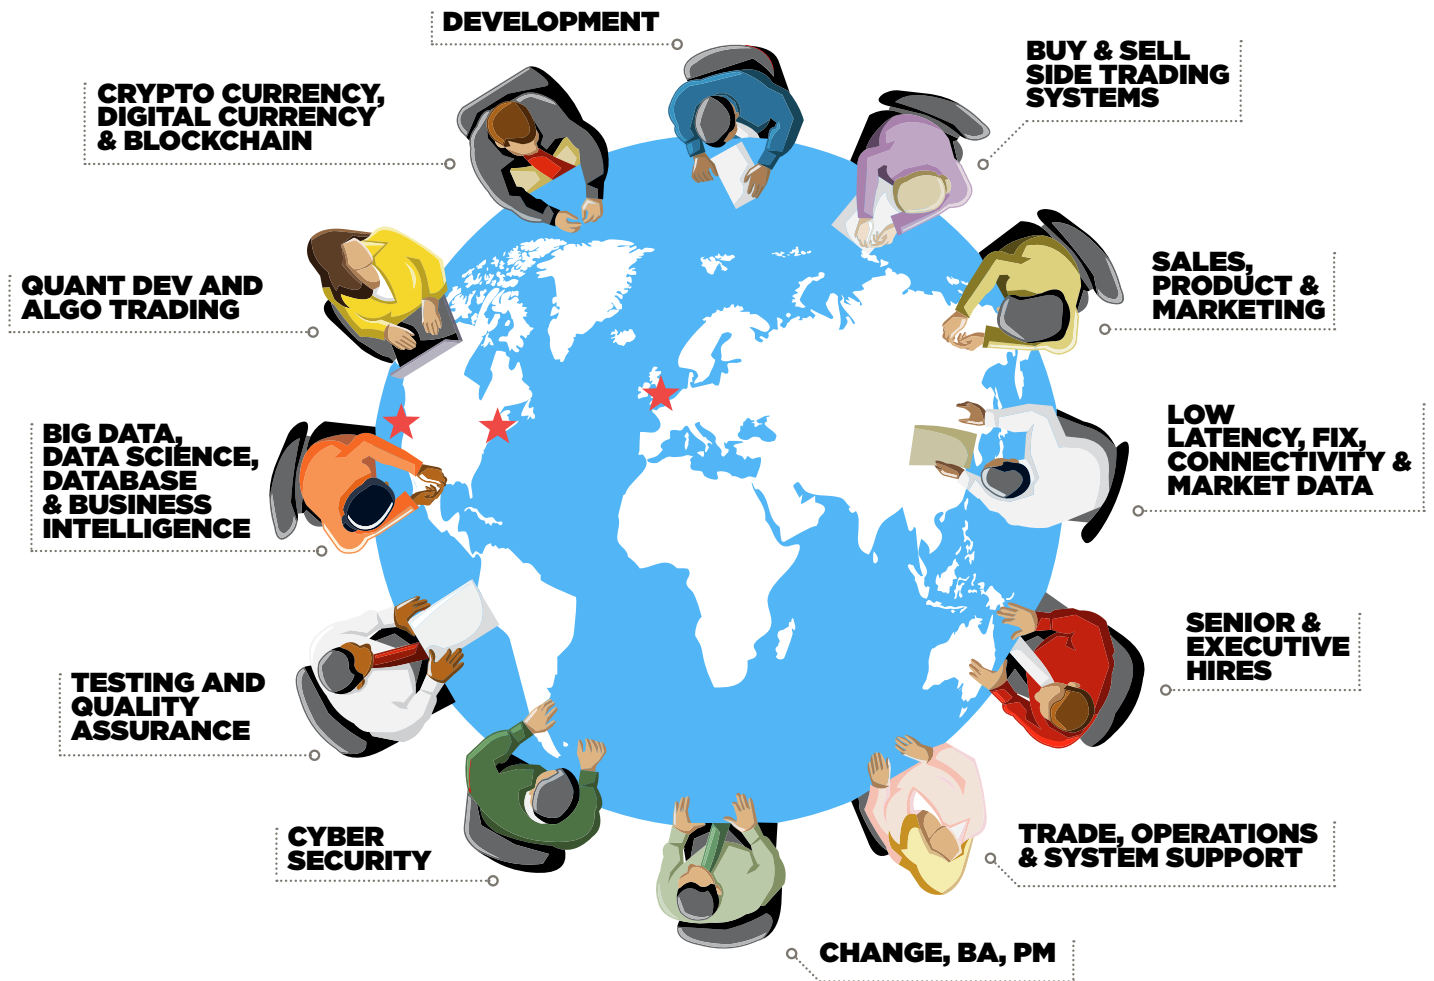 DEVELOPMENT
BUY & SELL
SIDE TRADING
SYSTEMS
CRYPTO CURRENCY,
DIGITAL CURRENCY
& BLOCKCHAIN
SALES,
PRODUCT &
MARKETING
QUANT DEV AND
ALGO TRADING
LOW
LATENCY, FIX,
CONNECTIVITY &
MARKET DATA
BIG DATA,
DATA SCIENCE,
DATABASE
& BUSINESS
INTELLIGENCE
SENIOR &
EXECUTIVE
HIRES
TESTING AND
QUALITY
ASSURANCE
TRADE, OPERATIONS
& SYSTEM SUPPORT
CYBER
SECURITY
CHANGE, BA, PM